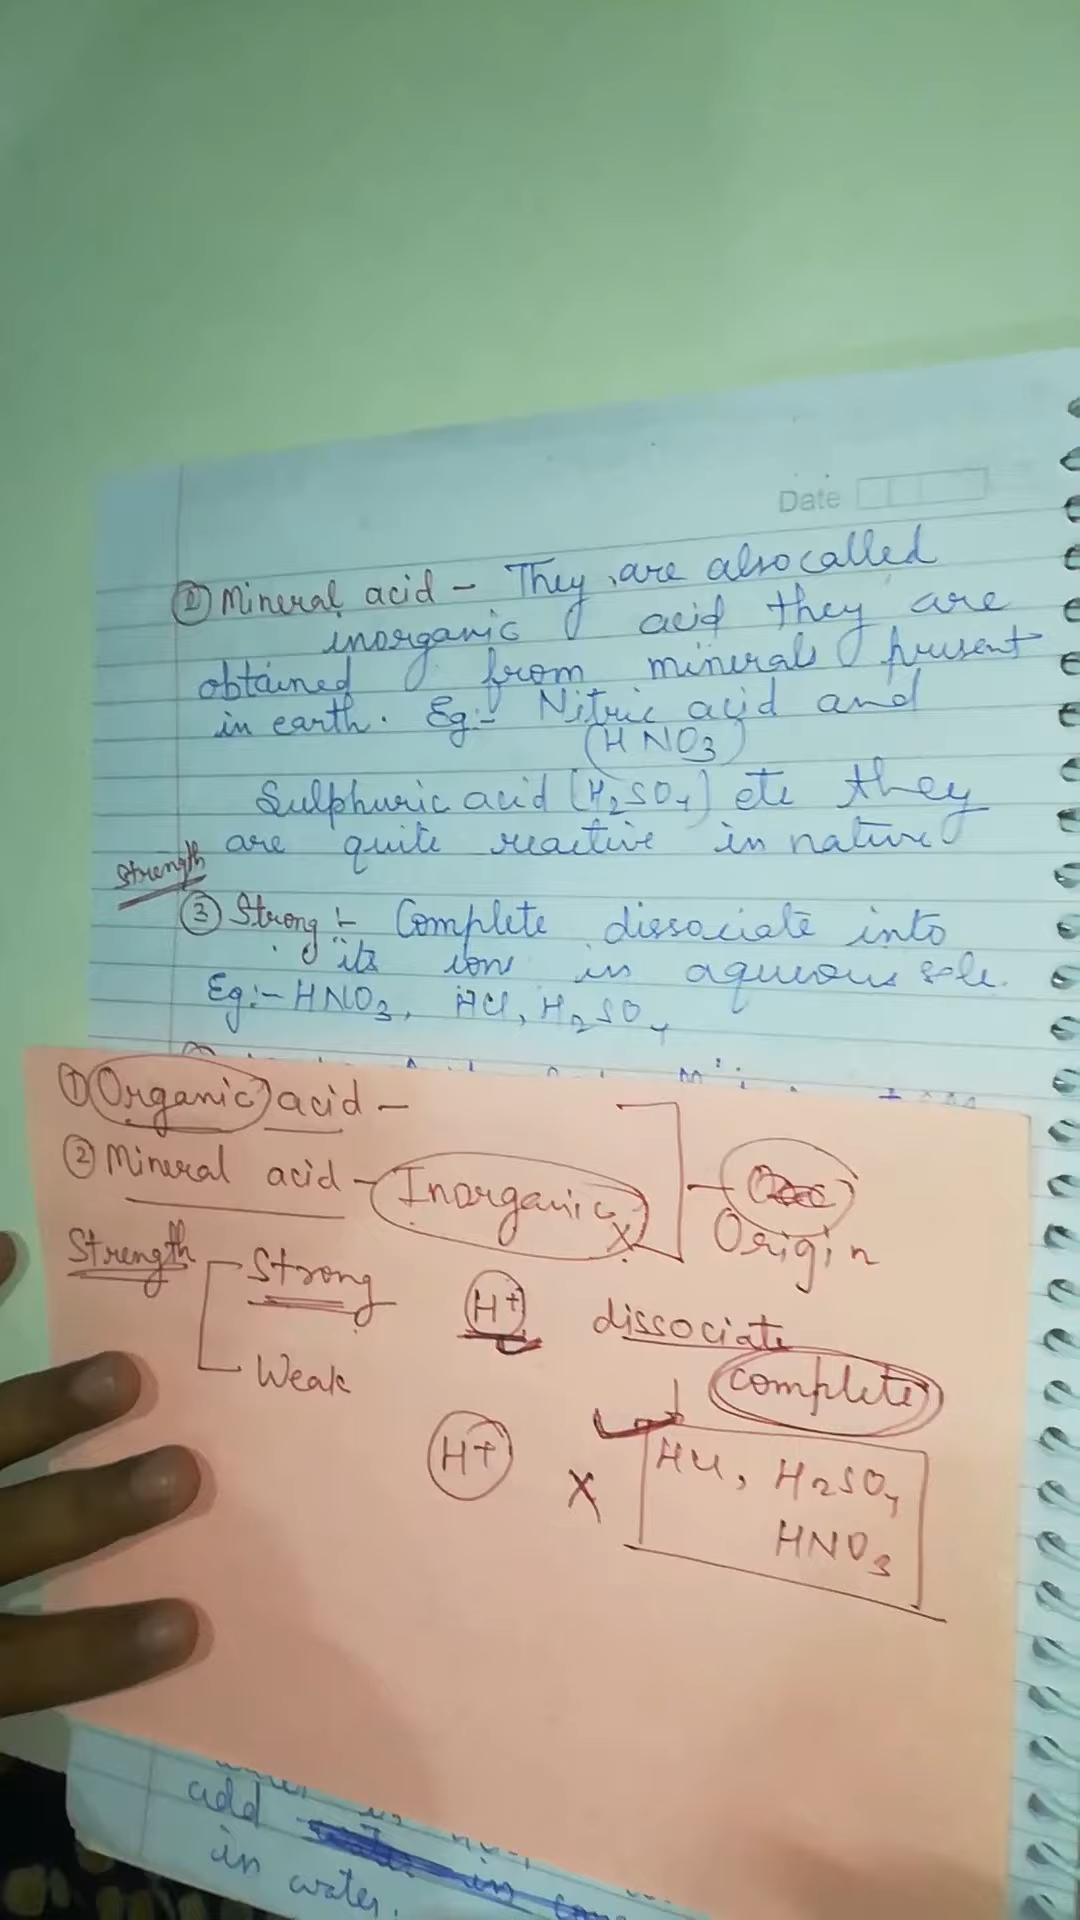 Date
② Mineral acid - They are also called
inorganic acid they are
obtained from minerals present
in earth. Eg:- Nitric acid and
(HNO3)
Sulphuric acid (H2SO4) etc they
are quite reactive in nature
Strength
③ Strong :- Complete dissociate into
its ions in aqueous soln.
Eg:- HNO3, HCl, H2SO4
① Organic acid -
② Mineral acid - Inorganic
Origin
Strength
Strong
H+ dissociate
Weak
complete
H+ x
HCl, H2SO4
HNO3
add
in water.